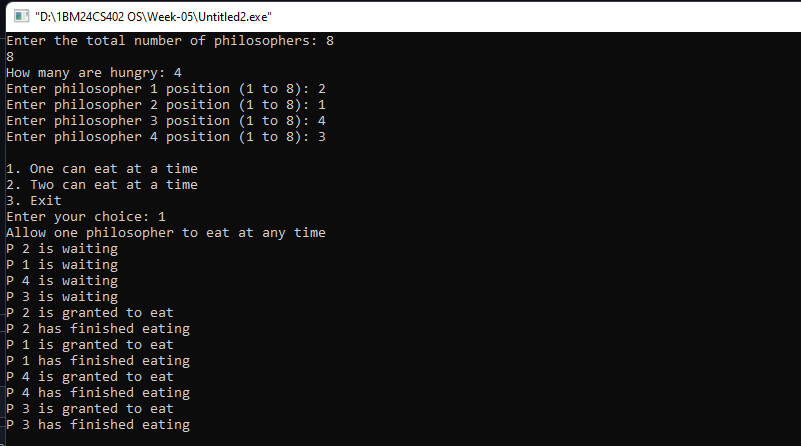 "D:\1BM24CS402 OS\Week-05\Untitled2.exe"
Enter the total number of philosophers: 8
8
How many are hungry: 4
Enter philosopher 1 position (1 to 8): 2
Enter philosopher 2 position (1 to 8): 1
Enter philosopher 3 position (1 to 8): 4
Enter philosopher 4 position (1 to 8): 3
1. One can eat at a time
2. Two can eat at a time
3. Exit
Enter your choice: 1
Allow one philosopher to eat at any time
P 2 is waiting
P 1 is waiting
P 4 is waiting
P 3 is waiting
P 2 is granted to eat
P 2 has finished eating
P 1 is granted to eat
P 1 has finished eating
P 4 is granted to eat
P 4 has finished eating
P 3 is granted to eat
P 3 has finished eating